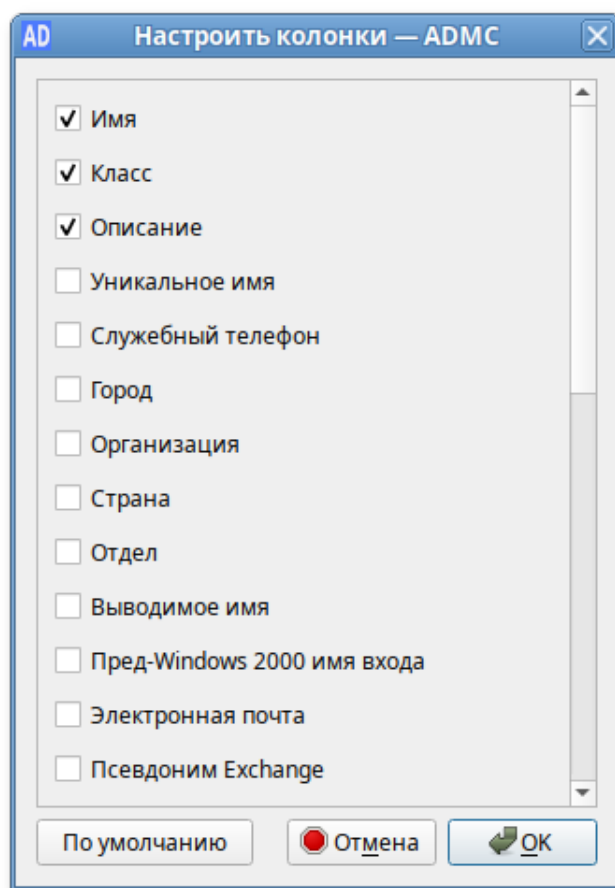 AD Настроить колонки — ADMC
Имя
Класс
Описание
Уникальное имя
Служебный телефон
Город
Организация
Страна
Отдел
Выводимое имя
Пред-Windows 2000 имя входа
Электронная почта
Псевдоним Exchange
По умолчанию Отмена OK